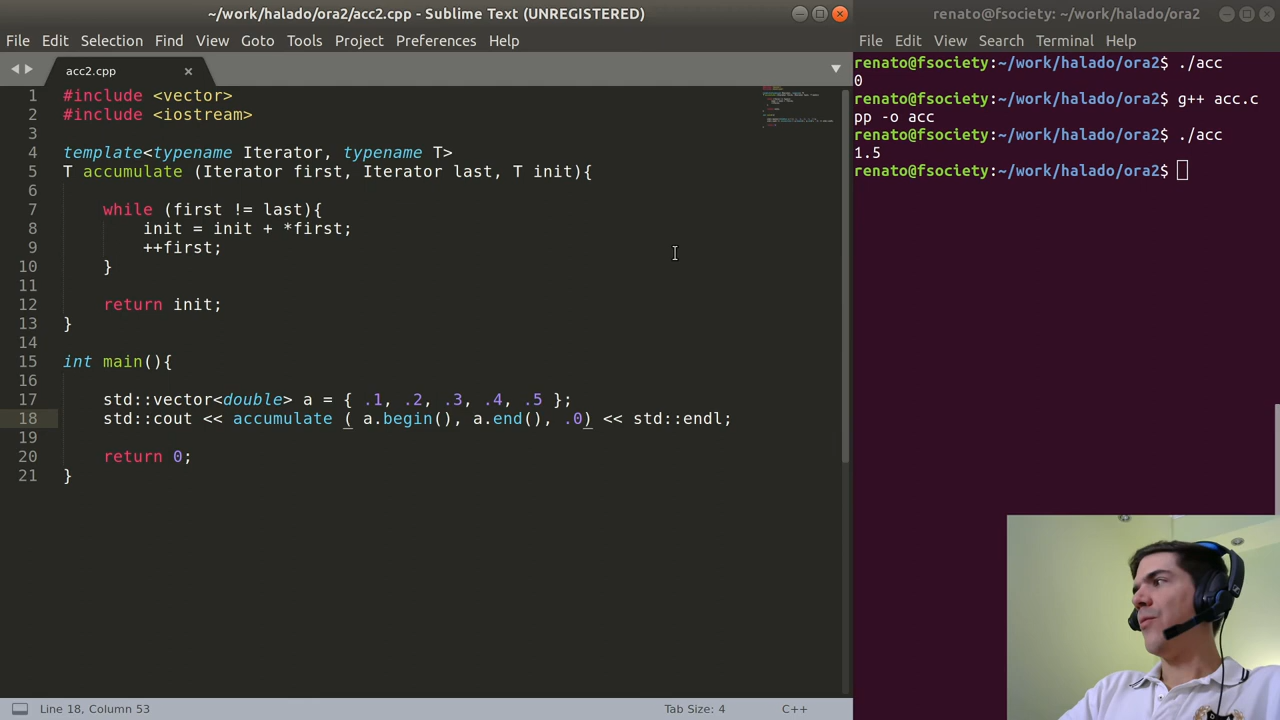 ~/work/halado/ora2/acc2.cpp - Sublime Text (UNREGISTERED)
File Edit Selection Find View Goto Tools Project Preferences Help
acc2.cpp
1 #include <vector>
2 #include <iostream>
3
4 template<typename Iterator, typename T>
5 T accumulate (Iterator first, Iterator last, T init){
6
7 while (first != last){
8 init = init + *first;
9 ++first;
10 }
11
12 return init;
13 }
14
15 int main(){
16
17 std::vector<double> a = { .1, .2, .3, .4, .5 };
18 std::cout << accumulate ( a.begin(), a.end(), .0) << std::endl;
19
20 return 0;
21 }
Line 18, Column 53
Tab Size: 4
C++
renato@fsociety: ~/work/halado/ora2
File Edit View Search Terminal Help
renato@fsociety:~/work/halado/ora2$ ./acc
0
renato@fsociety:~/work/halado/ora2$ g++ acc.c
pp -o acc
renato@fsociety:~/work/halado/ora2$ ./acc
1.5
renato@fsociety:~/work/halado/ora2$